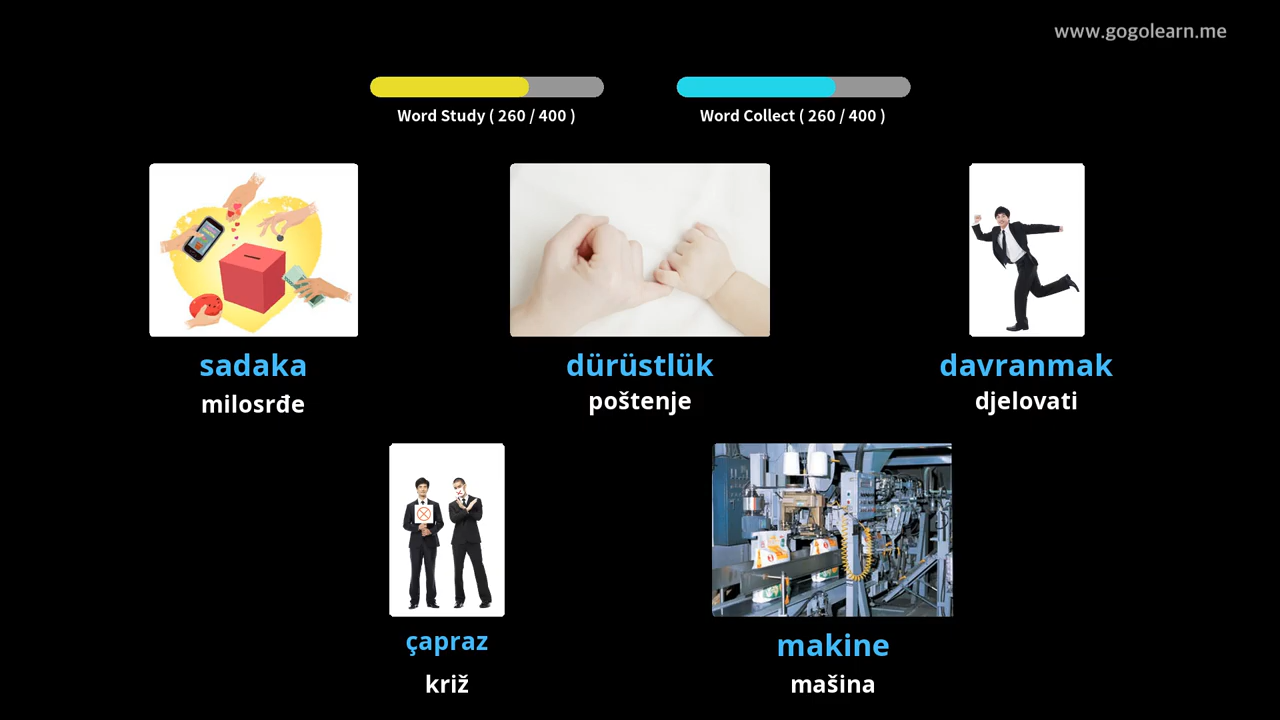 www.gogolearn.me
Word Study ( 260 / 400 )
Word Collect ( 260 / 400 )
sadaka
milosrđe
dürüstlük
poštenje
davranmak
djelovati
çapraz
križ
makine
mašina